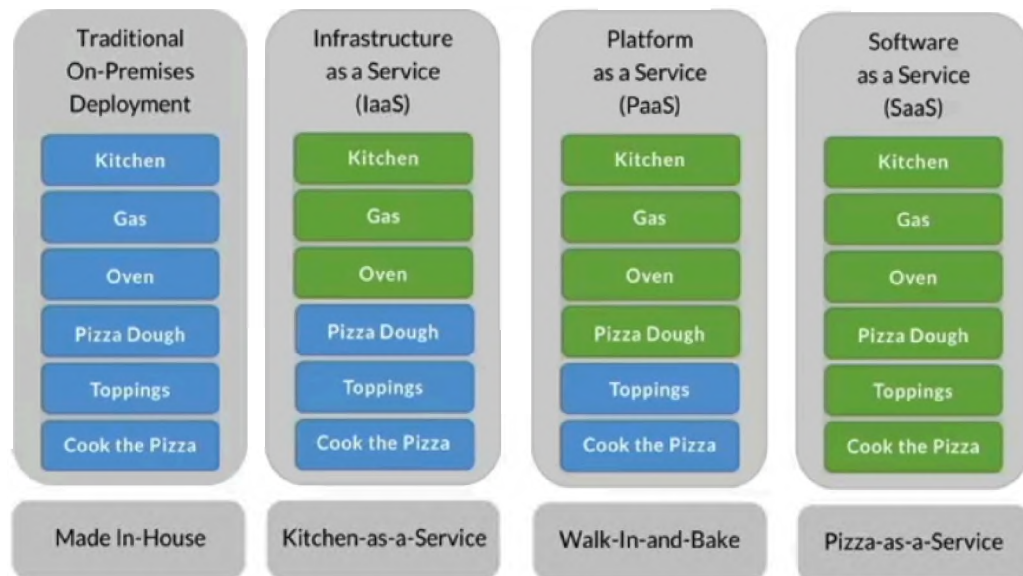 Traditional
On-Premises
Deployment
Kitchen
Gas
Oven
Pizza Dough
Toppings
Cook the Pizza
Made In-House
Infrastructure
as a Service
(IaaS)
Kitchen
Gas
Oven
Pizza Dough
Toppings
Cook the Pizza
Kitchen-as-a-Service
Platform
as a Service
(PaaS)
Kitchen
Gas
Oven
Pizza Dough
Toppings
Cook the Pizza
Walk-In-and-Bake
Software
as a Service
(SaaS)
Kitchen
Gas
Oven
Pizza Dough
Toppings
Cook the Pizza
Pizza-as-a-Service